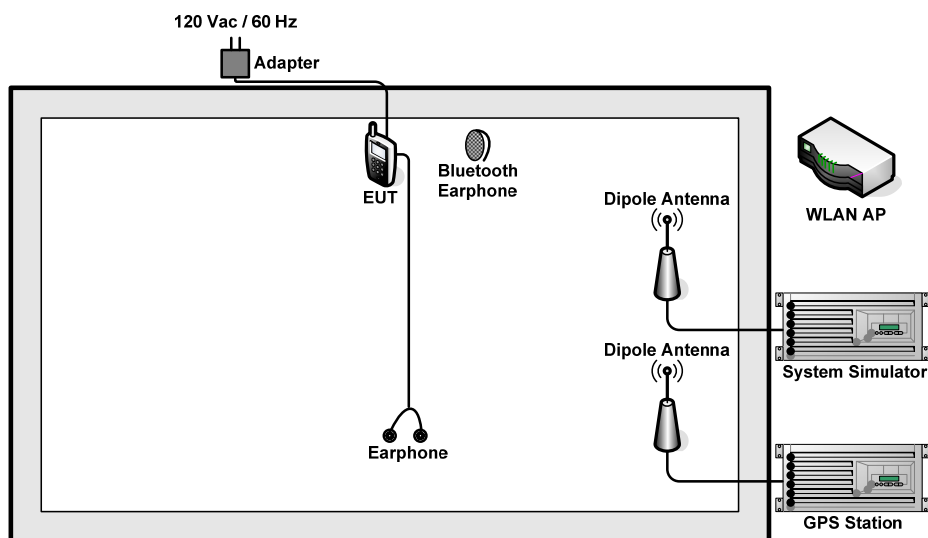 120 Vac / 60 Hz
Adapter
EUT
Bluetooth
Earphone
WLAN AP
Dipole Antenna
System Simulator
Dipole Antenna
Earphone
GPS Station